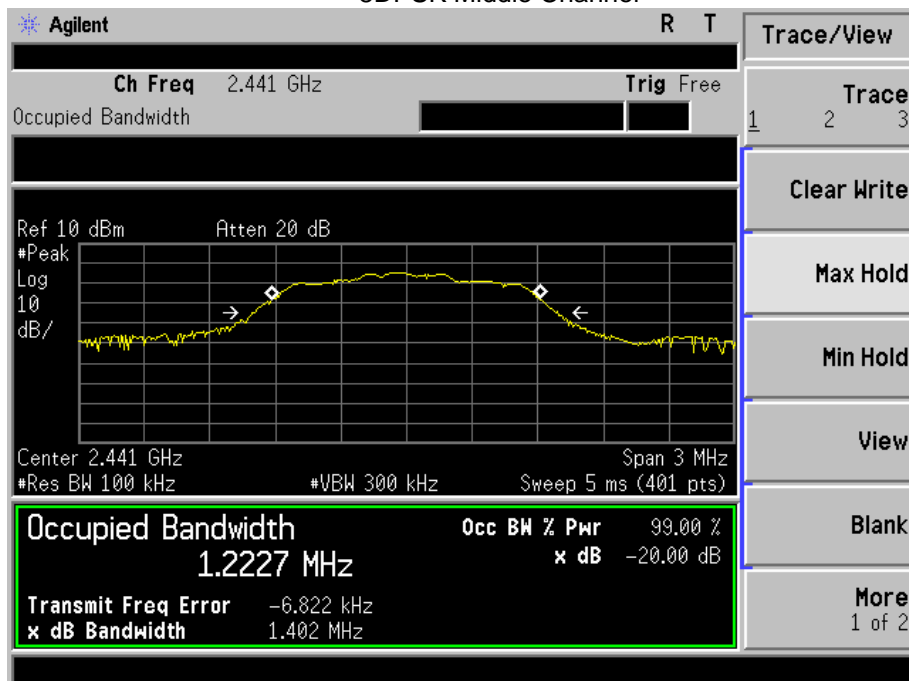 Agilent
R T
Trace/View
Ch Freq 2.441 GHz
Trig Free
Occupied Bandwidth
Trace
1 2 3
Clear Write
Ref 10 dBm Atten 20 dB
#Peak
Log
10
dB/
Max Hold
Min Hold
View
Center 2.441 GHz
Span 3 MHz
#Res BW 100 kHz
#VBW 300 kHz
Sweep 5 ms (401 pts)
Occupied Bandwidth
1.2227 MHz
Occ BW % Pwr 99.00 %
x dB -20.00 dB
Blank
Transmit Freq Error -6.822 kHz
x dB Bandwidth 1.402 MHz
More
1 of 2